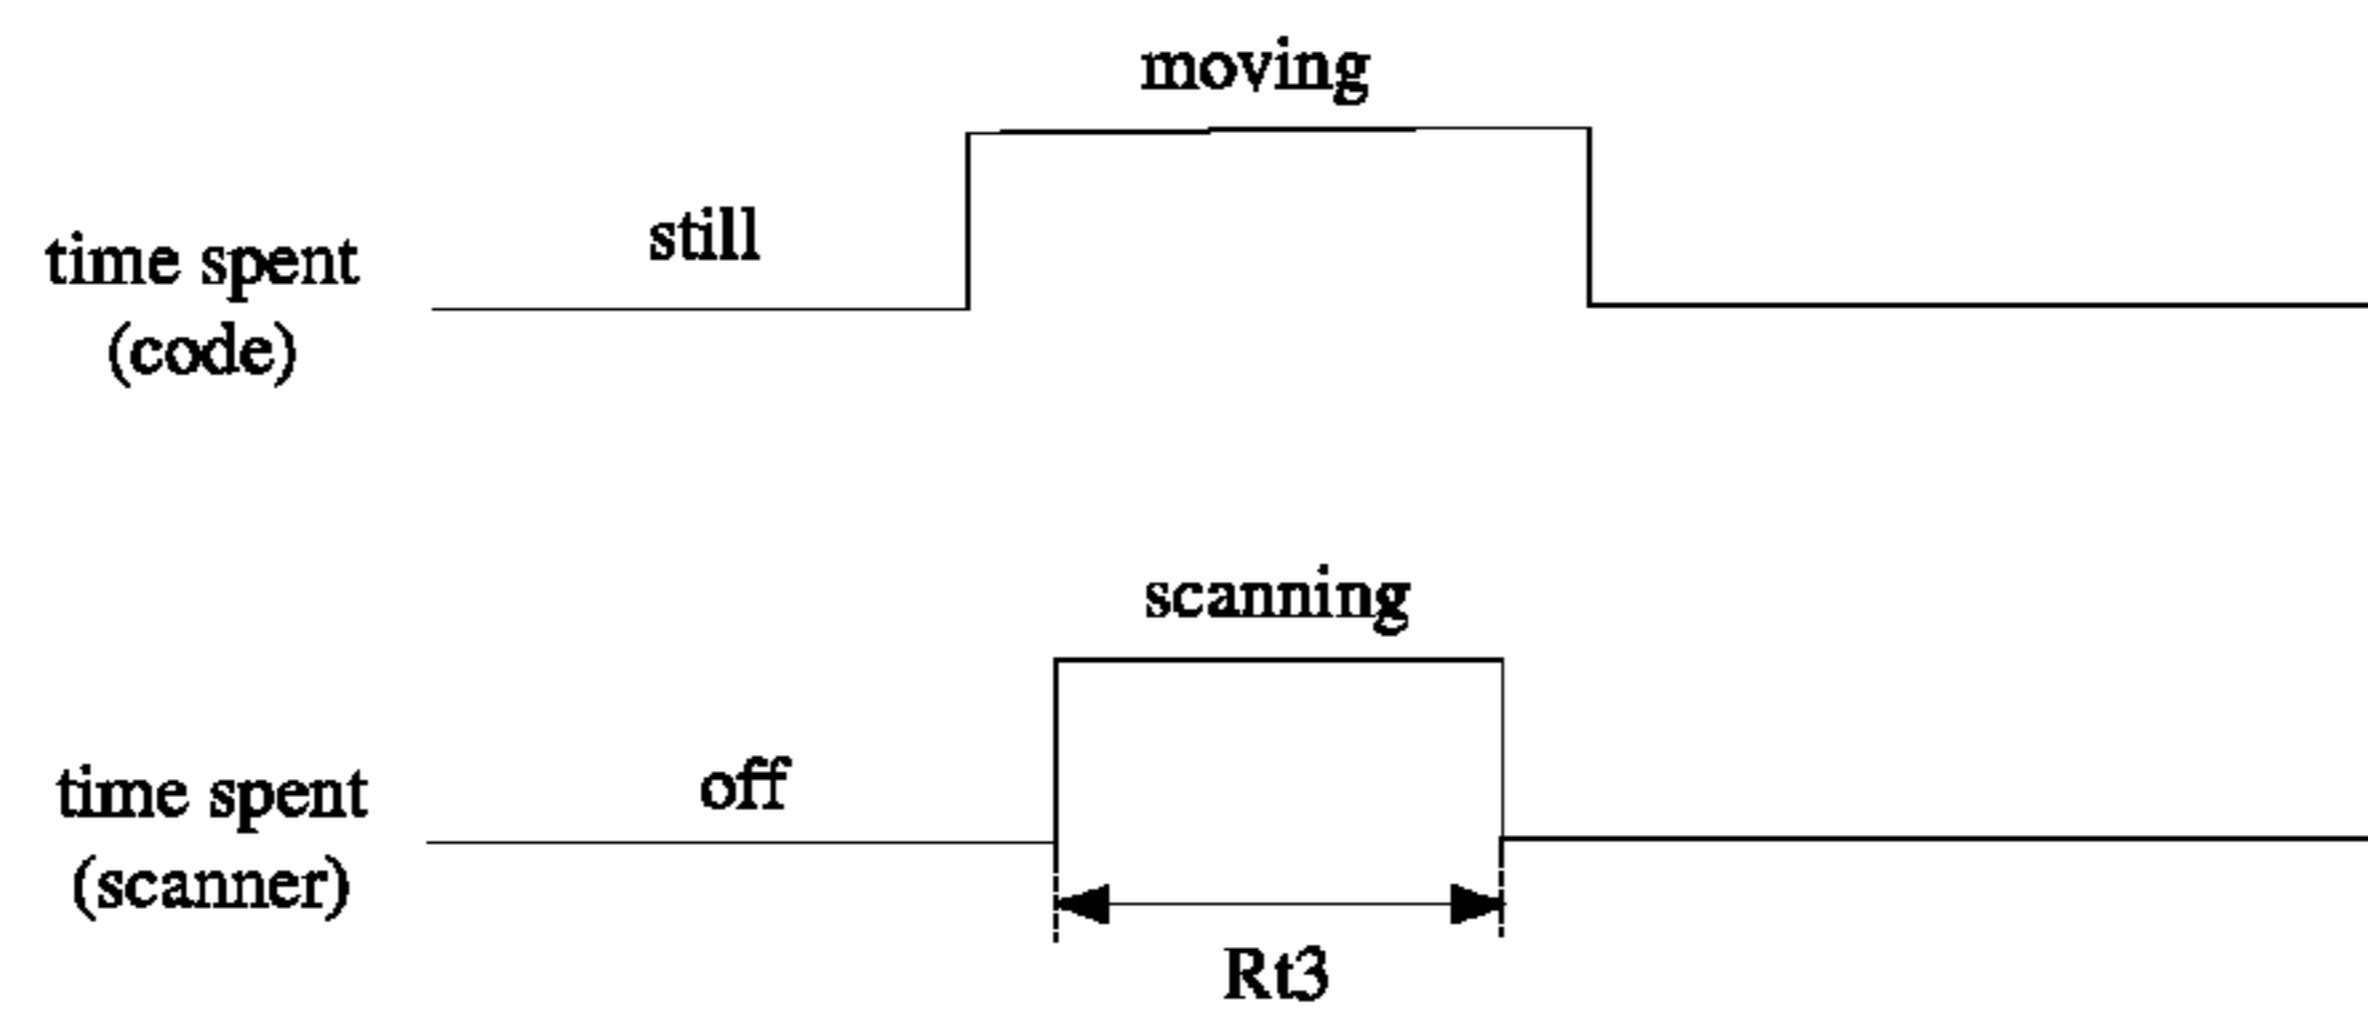 moving
still
time spent
(code)
scanning
off
time spent
(scanner)
Rt3